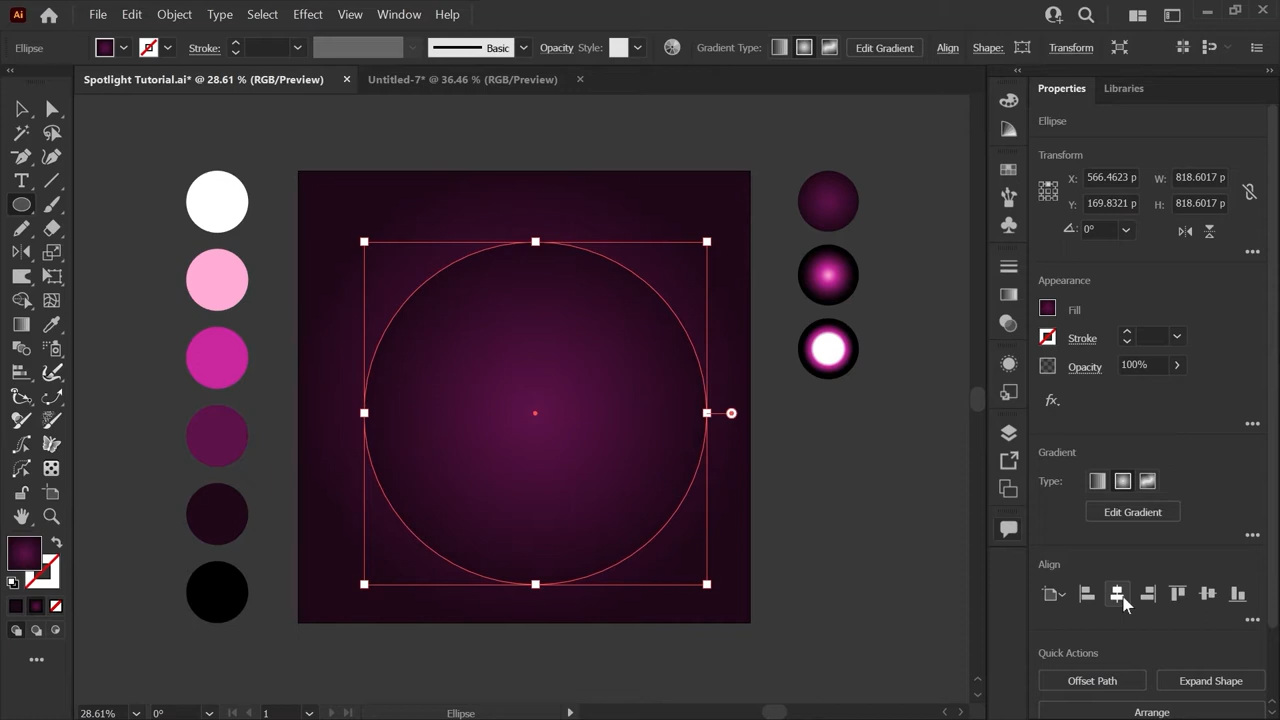 Ai File Edit Object Type Select Effect View Window Help
Ellipse Stroke: Basic Opacity Style: Gradient Type: Edit Gradient Align Shape: Transform
Spotlight Tutorial.ai* @ 28.61 % (RGB/Preview) × Untitled-7* @ 36.46 % (RGB/Preview) ×
Properties Libraries
Ellipse
Transform
X: 566.4623 p W: 818.6017 p
Y: 169.8321 p H: 818.6017 p
0°
Appearance
Fill
Stroke
Opacity 100%
fx.
Gradient
Type:
Edit Gradient
Align
Quick Actions
Offset Path Expand Shape
Arrange
28.61% 0° 1 Ellipse